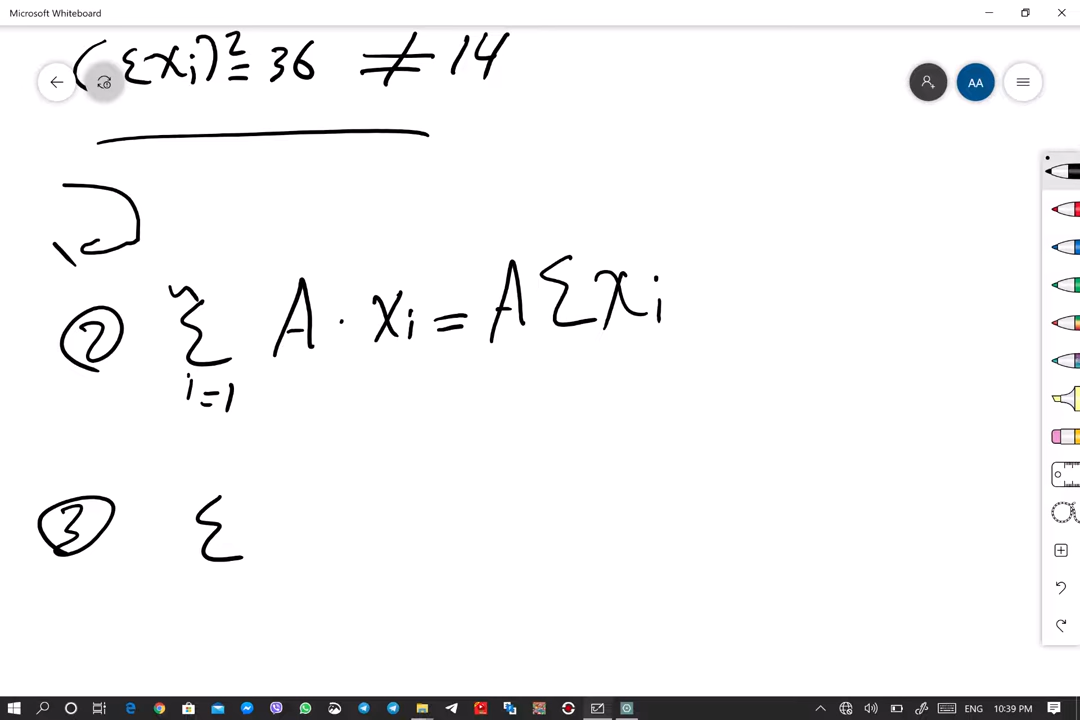 Microsoft Whiteboard
(Σxᵢ)² = 36 ≠ 14
AA
② Σ A · xᵢ = A Σ xᵢ
n
i=1
③ Σ
ENG 10:39 PM